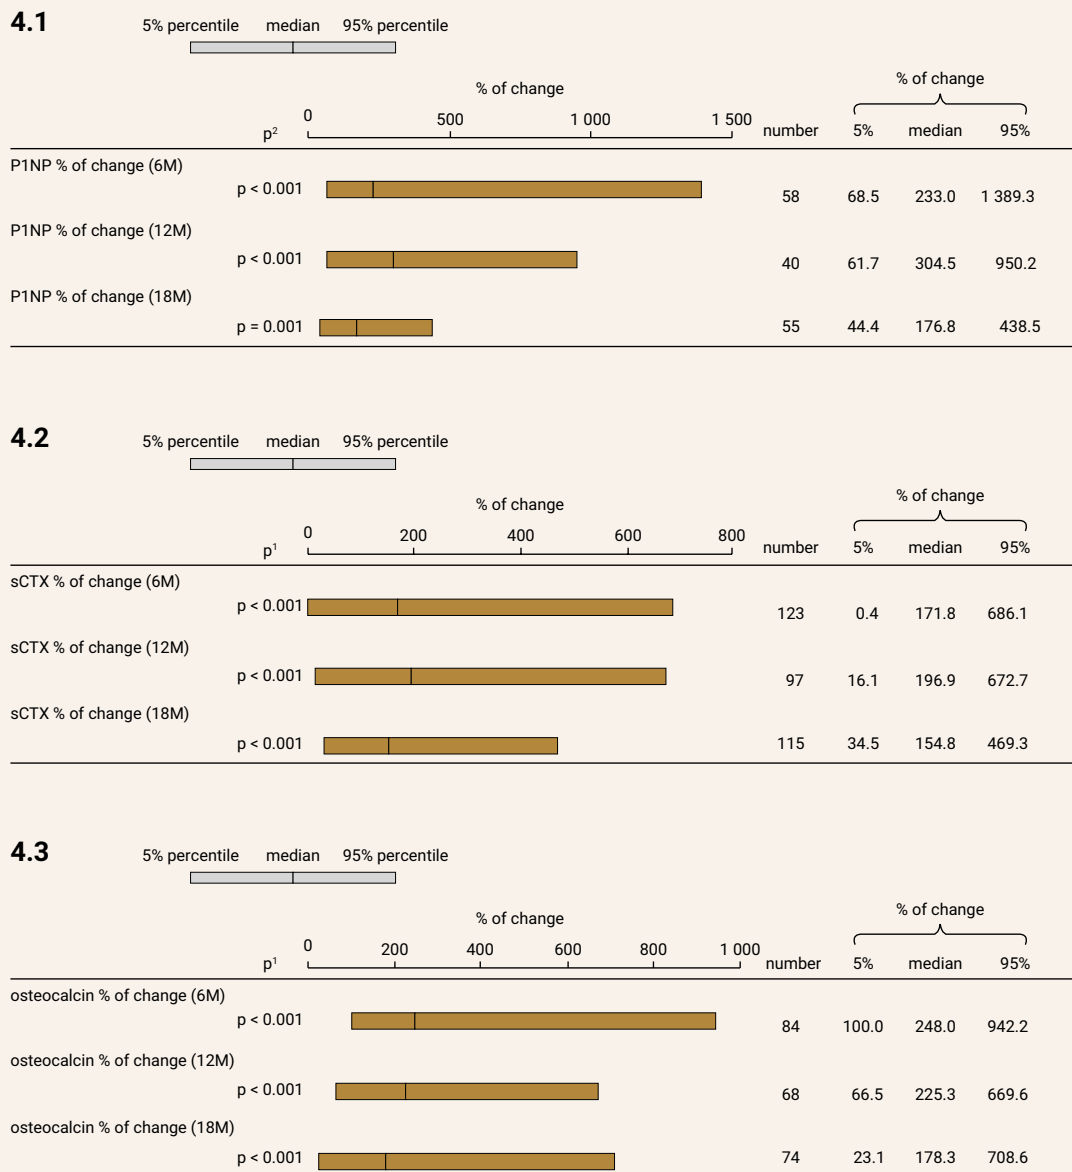 4.1
5% percentile median 95% percentile
% of change
% of change
p² 0 500 1 000 1 500 number 5% median 95%
P1NP % of change (6M)
p < 0.001 58 68.5 233.0 1 389.3
P1NP % of change (12M)
p < 0.001 40 61.7 304.5 950.2
P1NP % of change (18M)
p = 0.001 55 44.4 176.8 438.5
4.2
5% percentile median 95% percentile
% of change
% of change
p¹ 0 200 400 600 800 number 5% median 95%
sCTX % of change (6M)
p < 0.001 123 0.4 171.8 686.1
sCTX % of change (12M)
p < 0.001 97 16.1 196.9 672.7
sCTX % of change (18M)
p < 0.001 115 34.5 154.8 469.3
4.3
5% percentile median 95% percentile
% of change
% of change
p¹ 0 200 400 600 800 1 000 number 5% median 95%
osteocalcin % of change (6M)
p < 0.001 84 100.0 248.0 942.2
osteocalcin % of change (12M)
p < 0.001 68 66.5 225.3 669.6
osteocalcin % of change (18M)
p < 0.001 74 23.1 178.3 708.6